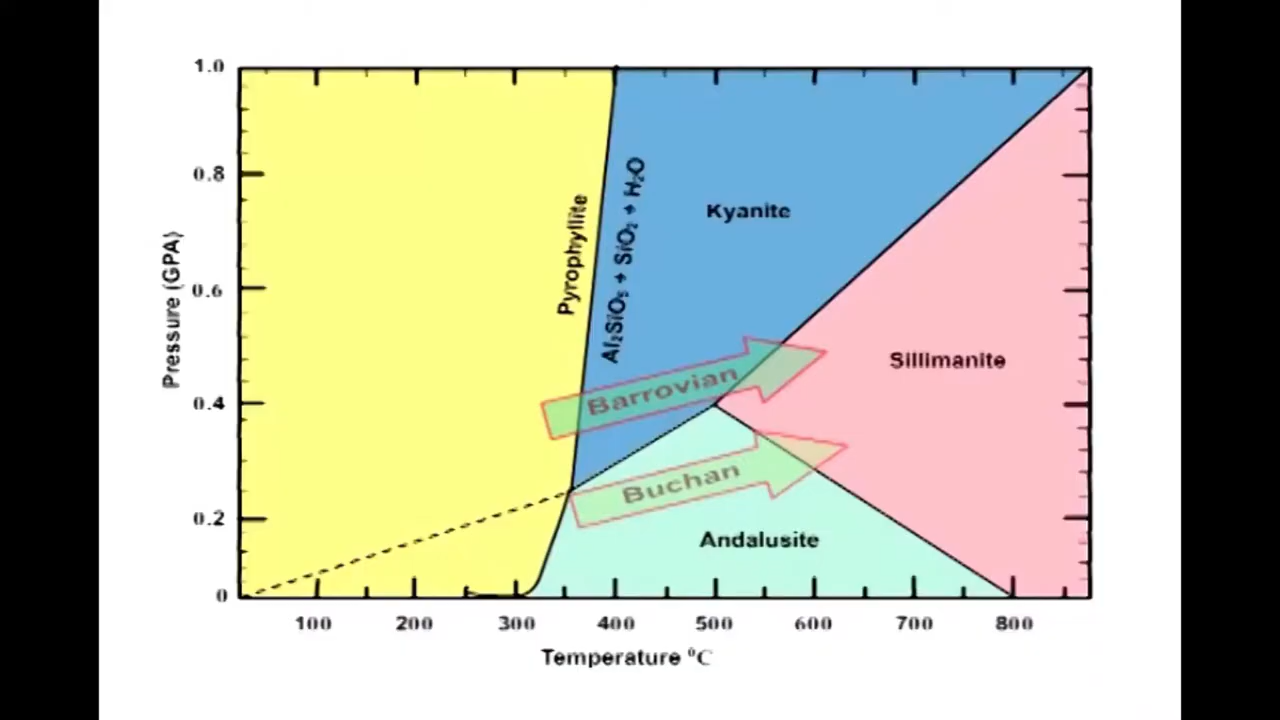 1.0
0.8
0.6
0.4
0.2
0
Pressure (GPA)
Pyrophyllite
Al₂SiO₅ + SiO₂ + H₂O
Kyanite
Sillimanite
Barrovian
Buchan
Andalusite
100 200 300 400 500 600 700 800
Temperature ⁰C